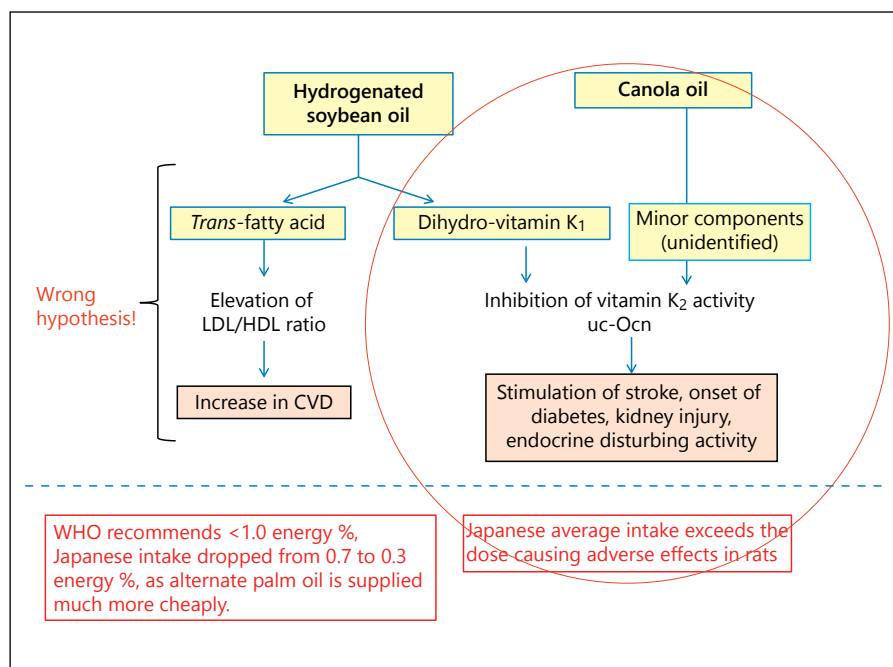 Hydrogenated
soybean oil
Canola oil
Trans-fatty acid
Dihydro-vitamin K1
Minor components
(unidentified)
Wrong
hypothesis!
Elevation of
LDL/HDL ratio
Inhibition of vitamin K2 activity
uc-Ocn
Increase in CVD
Stimulation of stroke, onset of
diabetes, kidney injury,
endocrine disturbing activity
WHO recommends <1.0 energy %,
Japanese intake dropped from 0.7 to 0.3
energy %, as alternate palm oil is supplied
much more cheaply.
Japanese average intake exceeds the
dose causing adverse effects in rats